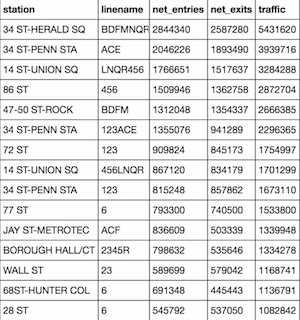 station linename net_entries net_exits traffic
34 ST-HERALD SQ BDFMNQR 2844340 2587280 5431620
34 ST-PENN STA ACE 2046226 1893490 3939716
14 ST-UNION SQ LNQR456 1766651 1517637 3284288
86 ST 456 1509946 1362758 2872704
47-50 ST-ROCK BDFM 1312048 1354337 2666385
34 ST-PENN STA 123ACE 1355076 941289 2296365
72 ST 123 909824 845173 1754997
14 ST-UNION SQ 456LNQR 867120 834179 1701299
34 ST-PENN STA 123 815248 857862 1673110
77 ST 6 793300 740500 1533800
JAY ST-METROTEC ACF 836609 503339 1339948
BOROUGH HALL/CT 2345R 798632 535646 1334278
WALL ST 23 589699 579042 1168741
68ST-HUNTER COL 6 691348 445443 1136791
28 ST 6 545792 537050 1082842